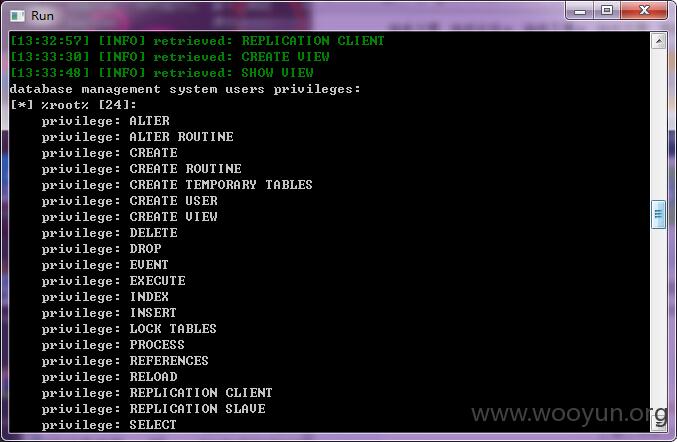 Run
[13:32:57] [INFO] retrieved: REPLICATION CLIENT
[13:33:30] [INFO] retrieved: CREATE VIEW
[13:33:48] [INFO] retrieved: SHOW VIEW
database management system users privileges:
[*] %root% [24]:
    privilege: ALTER
    privilege: ALTER ROUTINE
    privilege: CREATE
    privilege: CREATE ROUTINE
    privilege: CREATE TEMPORARY TABLES
    privilege: CREATE USER
    privilege: CREATE VIEW
    privilege: DELETE
    privilege: DROP
    privilege: EVENT
    privilege: EXECUTE
    privilege: INDEX
    privilege: INSERT
    privilege: LOCK TABLES
    privilege: PROCESS
    privilege: REFERENCES
    privilege: RELOAD
    privilege: REPLICATION CLIENT
    privilege: REPLICATION SLAVE
    privilege: SELECT
www.wooyun.org